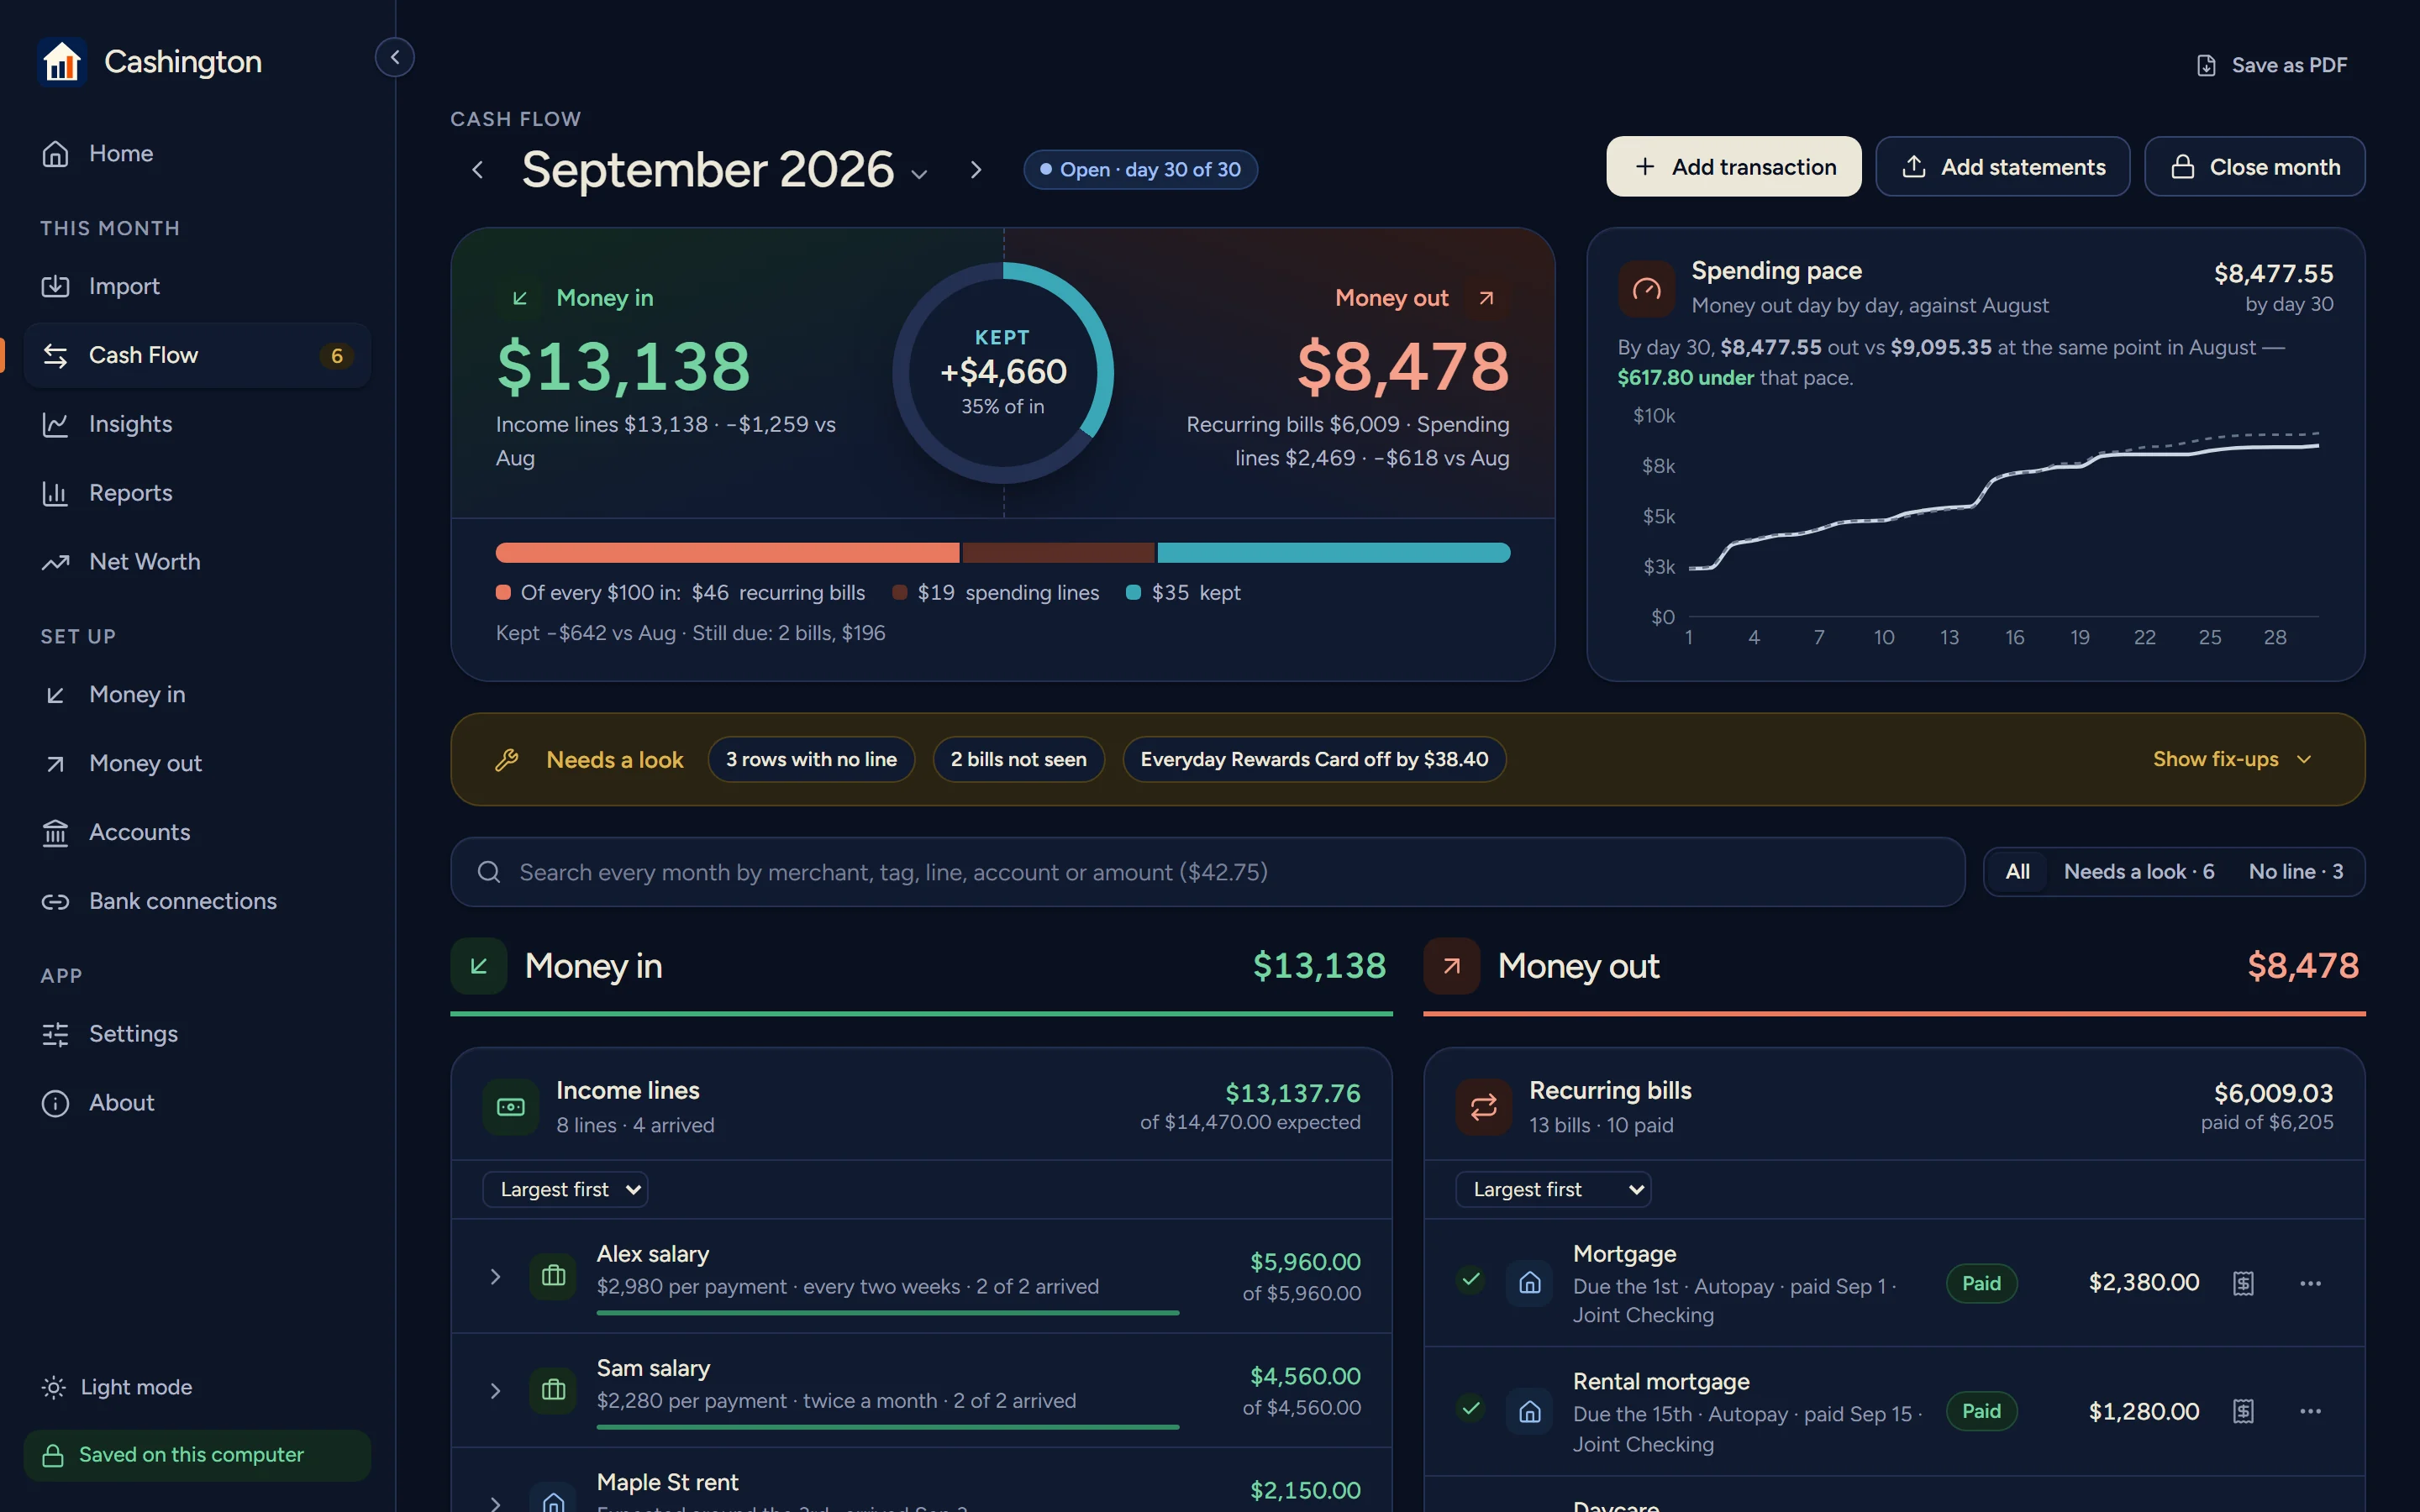 Cashington
Home
THIS MONTH
Import
Cash Flow
6
Insights
Reports
Net Worth
SET UP
Money in
Money out
Accounts
Bank connections
APP
Settings
About
Light mode
Saved on this computer
Save as PDF
CASH FLOW
September 2026
Open · day 30 of 30
Add transaction
Add statements
Close month
Money in
$13,138
Income lines $13,138 · −$1,259 vs
Aug
KEPT
+$4,660
35% of in
Money out
$8,478
Recurring bills $6,009 · Spending
lines $2,469 · −$618 vs Aug
Of every $100 in: $46 recurring bills
$19 spending lines
$35 kept
Kept −$642 vs Aug · Still due: 2 bills, $196
Spending pace
Money out day by day, against August
$8,477.55
by day 30
By day 30, $8,477.55 out vs $9,095.35 at the same point in August —
$617.80 under that pace.
$10k
$8k
$5k
$3k
$0
1 4 7 10 13 16 19 22 25 28
Needs a look
3 rows with no line
2 bills not seen
Everyday Rewards Card off by $38.40
Show fix-ups
Search every month by merchant, tag, line, account or amount ($42.75)
All
Needs a look · 6
No line · 3
Money in
$13,138
Income lines
8 lines · 4 arrived
$13,137.76
of $14,470.00 expected
Largest first
Alex salary
$2,980 per payment · every two weeks · 2 of 2 arrived
$5,960.00
of $5,960.00
Sam salary
$2,280 per payment · twice a month · 2 of 2 arrived
$4,560.00
of $4,560.00
Maple St rent
Expected around the 3rd · arrived Sep 3
$2,150.00
Money out
$8,478
Recurring bills
13 bills · 10 paid
$6,009.03
paid of $6,205
Largest first
Mortgage
Due the 1st · Autopay · paid Sep 1 ·
Joint Checking
Paid
$2,380.00
Rental mortgage
Due the 15th · Autopay · paid Sep 15 ·
Joint Checking
Paid
$1,280.00
Daycare